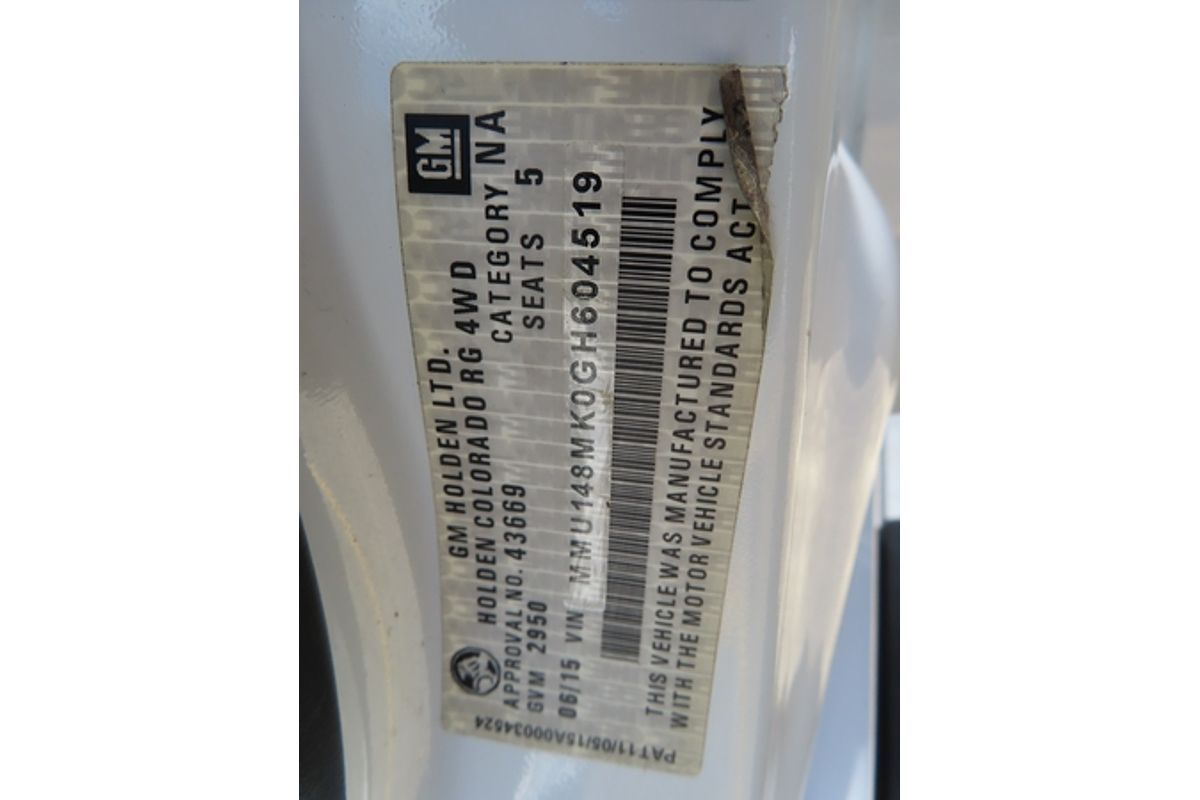 GM
GM HOLDEN LTD.
HOLDEN COLORADO RG 4WD
APPROVAL NO. 43669 CATEGORY NA
GVM 2950 SEATS 5
06/15 VIN MMU148MK0GH604519
THIS VEHICLE WAS MANUFACTURED TO COMPLY
WITH THE MOTOR VEHICLE STANDARDS ACT
PAT11/05/15A00034524